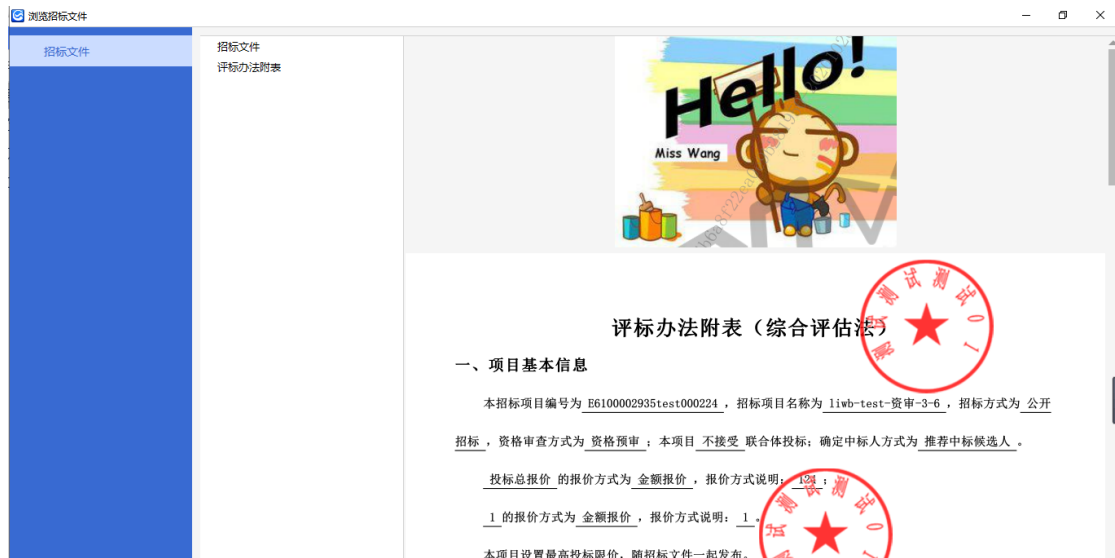 浏览招标文件
招标文件
招标文件
评标办法附表
Hello!
Miss Wang
评标办法附表（综合评估法）
测试测试测试01
一、项目基本信息
本招标项目编号为 E6100002935test000224 ，招标项目名称为 liwb-test-资审-3-6 ，招标方式为 公开
招标 ，资格审查方式为 资格预审 ；本项目 不接受 联合体投标；确定中标人方式为 推荐中标候选人 。
投标总报价 的报价方式为 金额报价 ，报价方式说明： 124 ；
1 的报价方式为 金额报价 ，报价方式说明： 1 。
本项目设置最高投标限价，随招标文件一起发布。